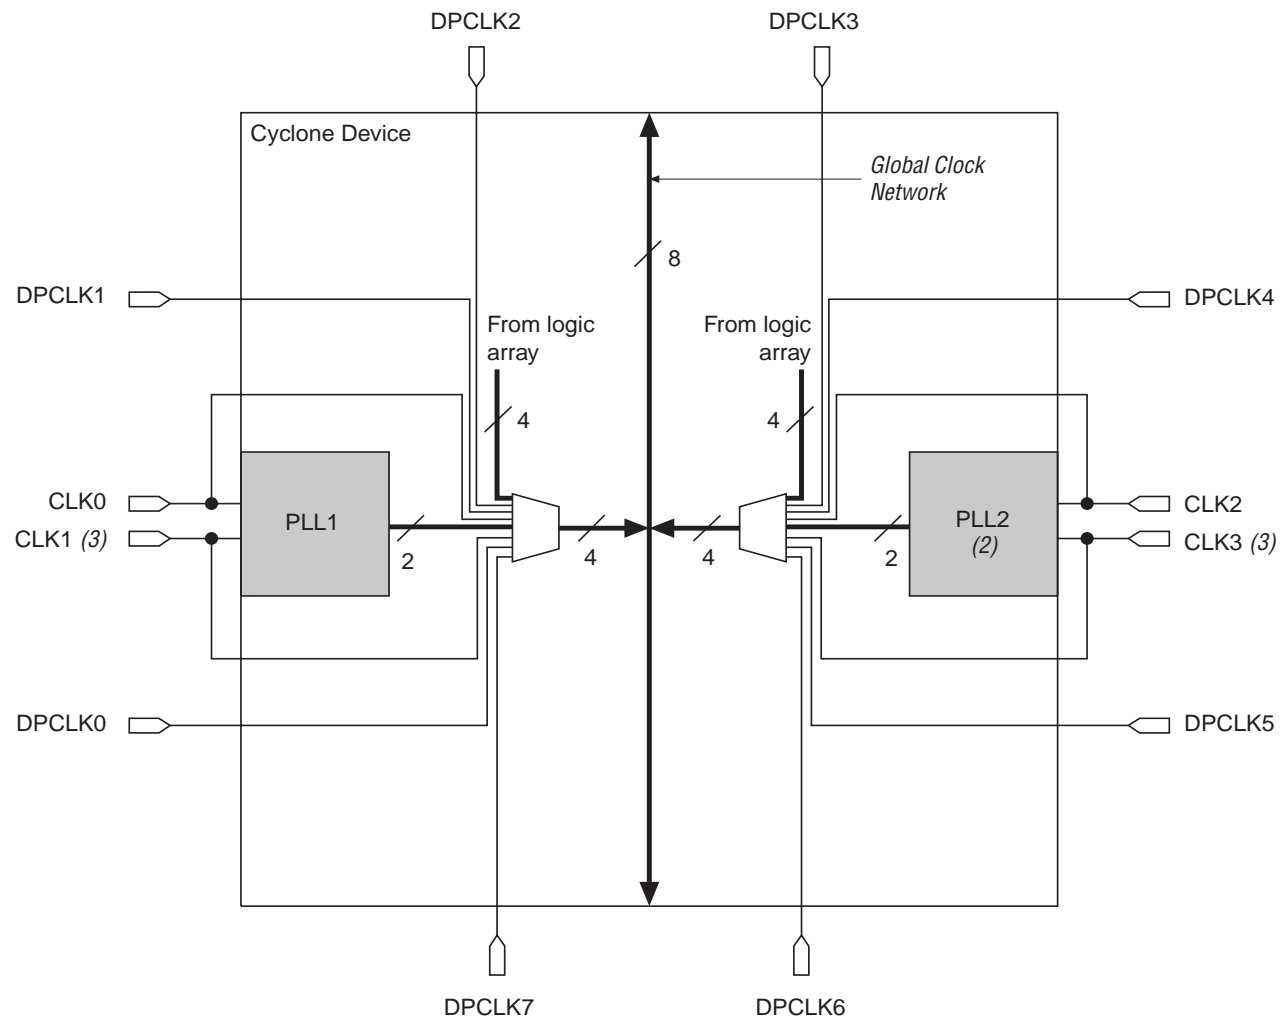 DPCLK2
DPCLK3
Cyclone Device
Global Clock
Network
8
DPCLK1
DPCLK4
From logic
array
From logic
array
4
4
CLK0
CLK1 (3)
PLL1
PLL2
(2)
CLK2
CLK3 (3)
2
4
4
2
DPCLK0
DPCLK5
DPCLK7
DPCLK6